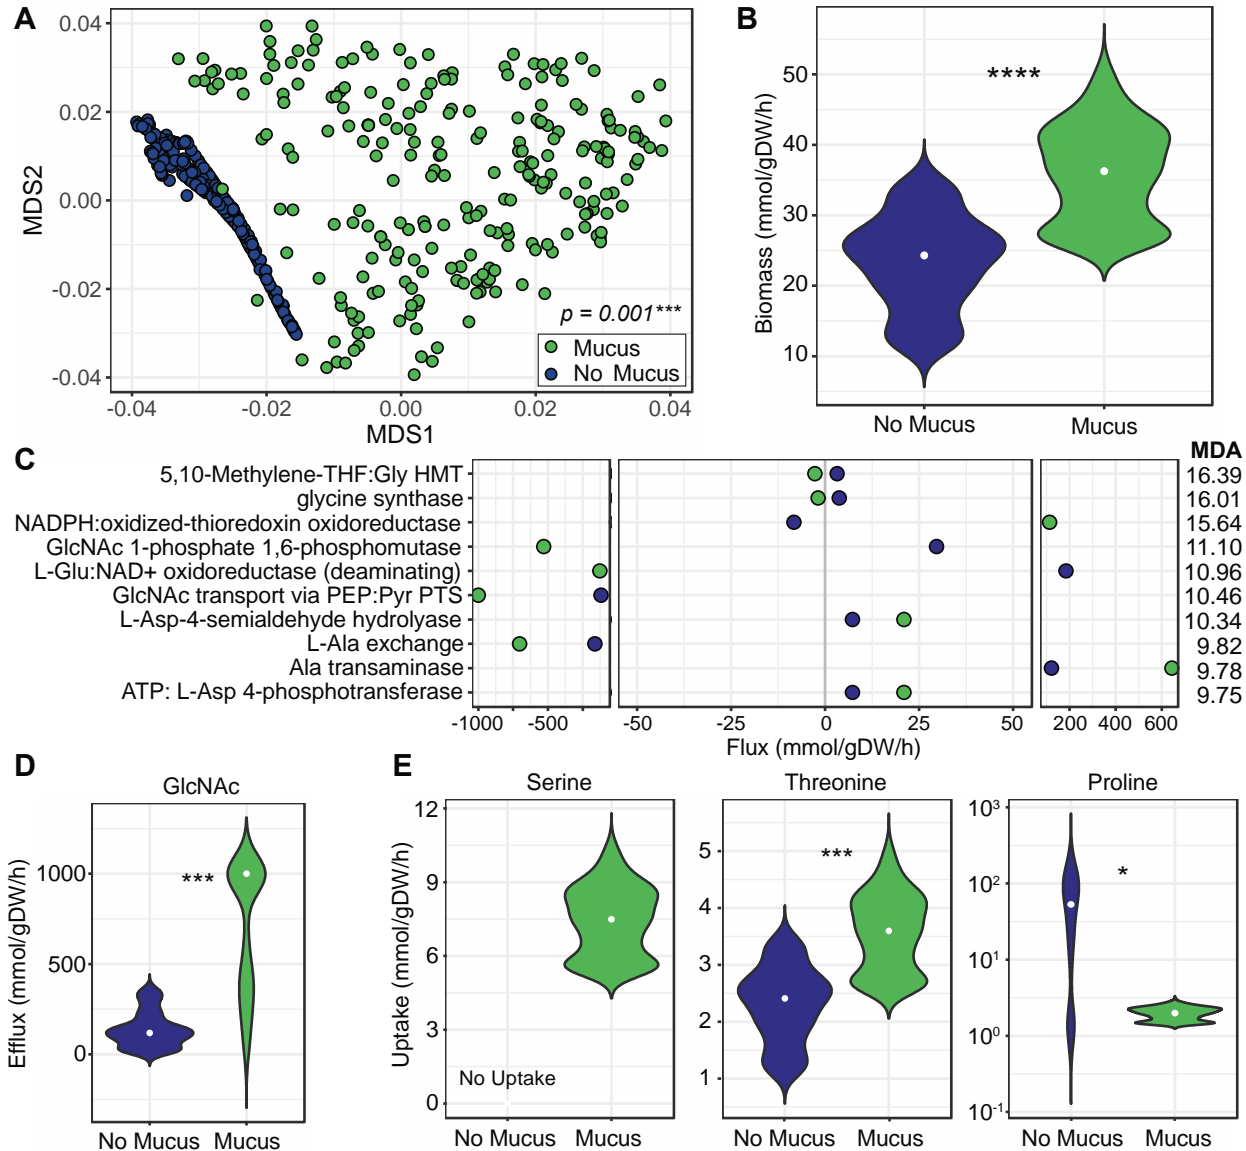 A
0.04
0.02
0.00
-0.02
-0.04
MDS2
-0.04 -0.02 0.00 0.02 0.04
MDS1
p = 0.001***
Mucus
No Mucus
B
Biomass (mmol/gDW/h)
50
40
30
20
10
****
No Mucus Mucus
C
MDA
5,10-Methylene-THF:Gly HMT 16.39
glycine synthase 16.01
NADPH:oxidized-thioredoxin oxidoreductase 15.64
GlcNAc 1-phosphate 1,6-phosphomutase 11.10
L-Glu:NAD+ oxidoreductase (deaminating) 10.96
GlcNAc transport via PEP:Pyr PTS 10.46
L-Asp-4-semialdehyde hydrolyase 10.34
L-Ala exchange 9.82
Ala transaminase 9.78
ATP: L-Asp 4-phosphotransferase 9.75
-1000 -500 -50 -25 0 25 50 200 400 600
Flux (mmol/gDW/h)
D
GlcNAc
Efflux (mmol/gDW/h)
1000
500
0
***
No Mucus Mucus
E
Uptake (mmol/gDW/h)
Serine
12
9
6
3
0
No Uptake
No Mucus Mucus
Threonine
5
4
3
2
1
***
No Mucus Mucus
Proline
10³
10²
10¹
10⁰
10⁻¹
*
No Mucus Mucus